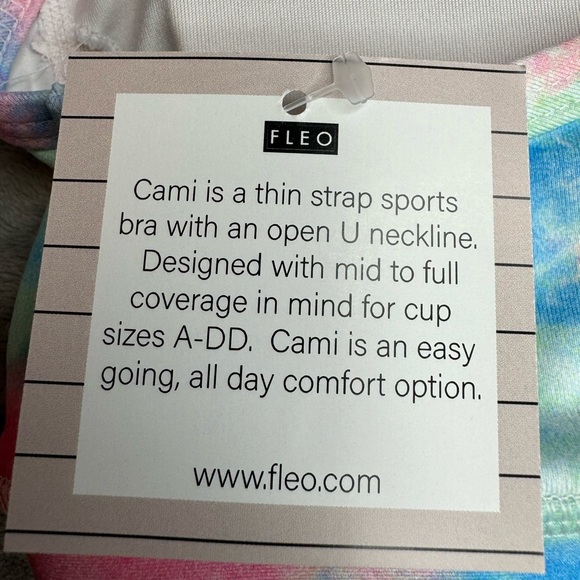 FLEO
Cami is a thin strap sports
bra with an open U neckline.
Designed with mid to full
coverage in mind for cup
sizes A-DD.  Cami is an easy
going, all day comfort option.
www.fleo.com